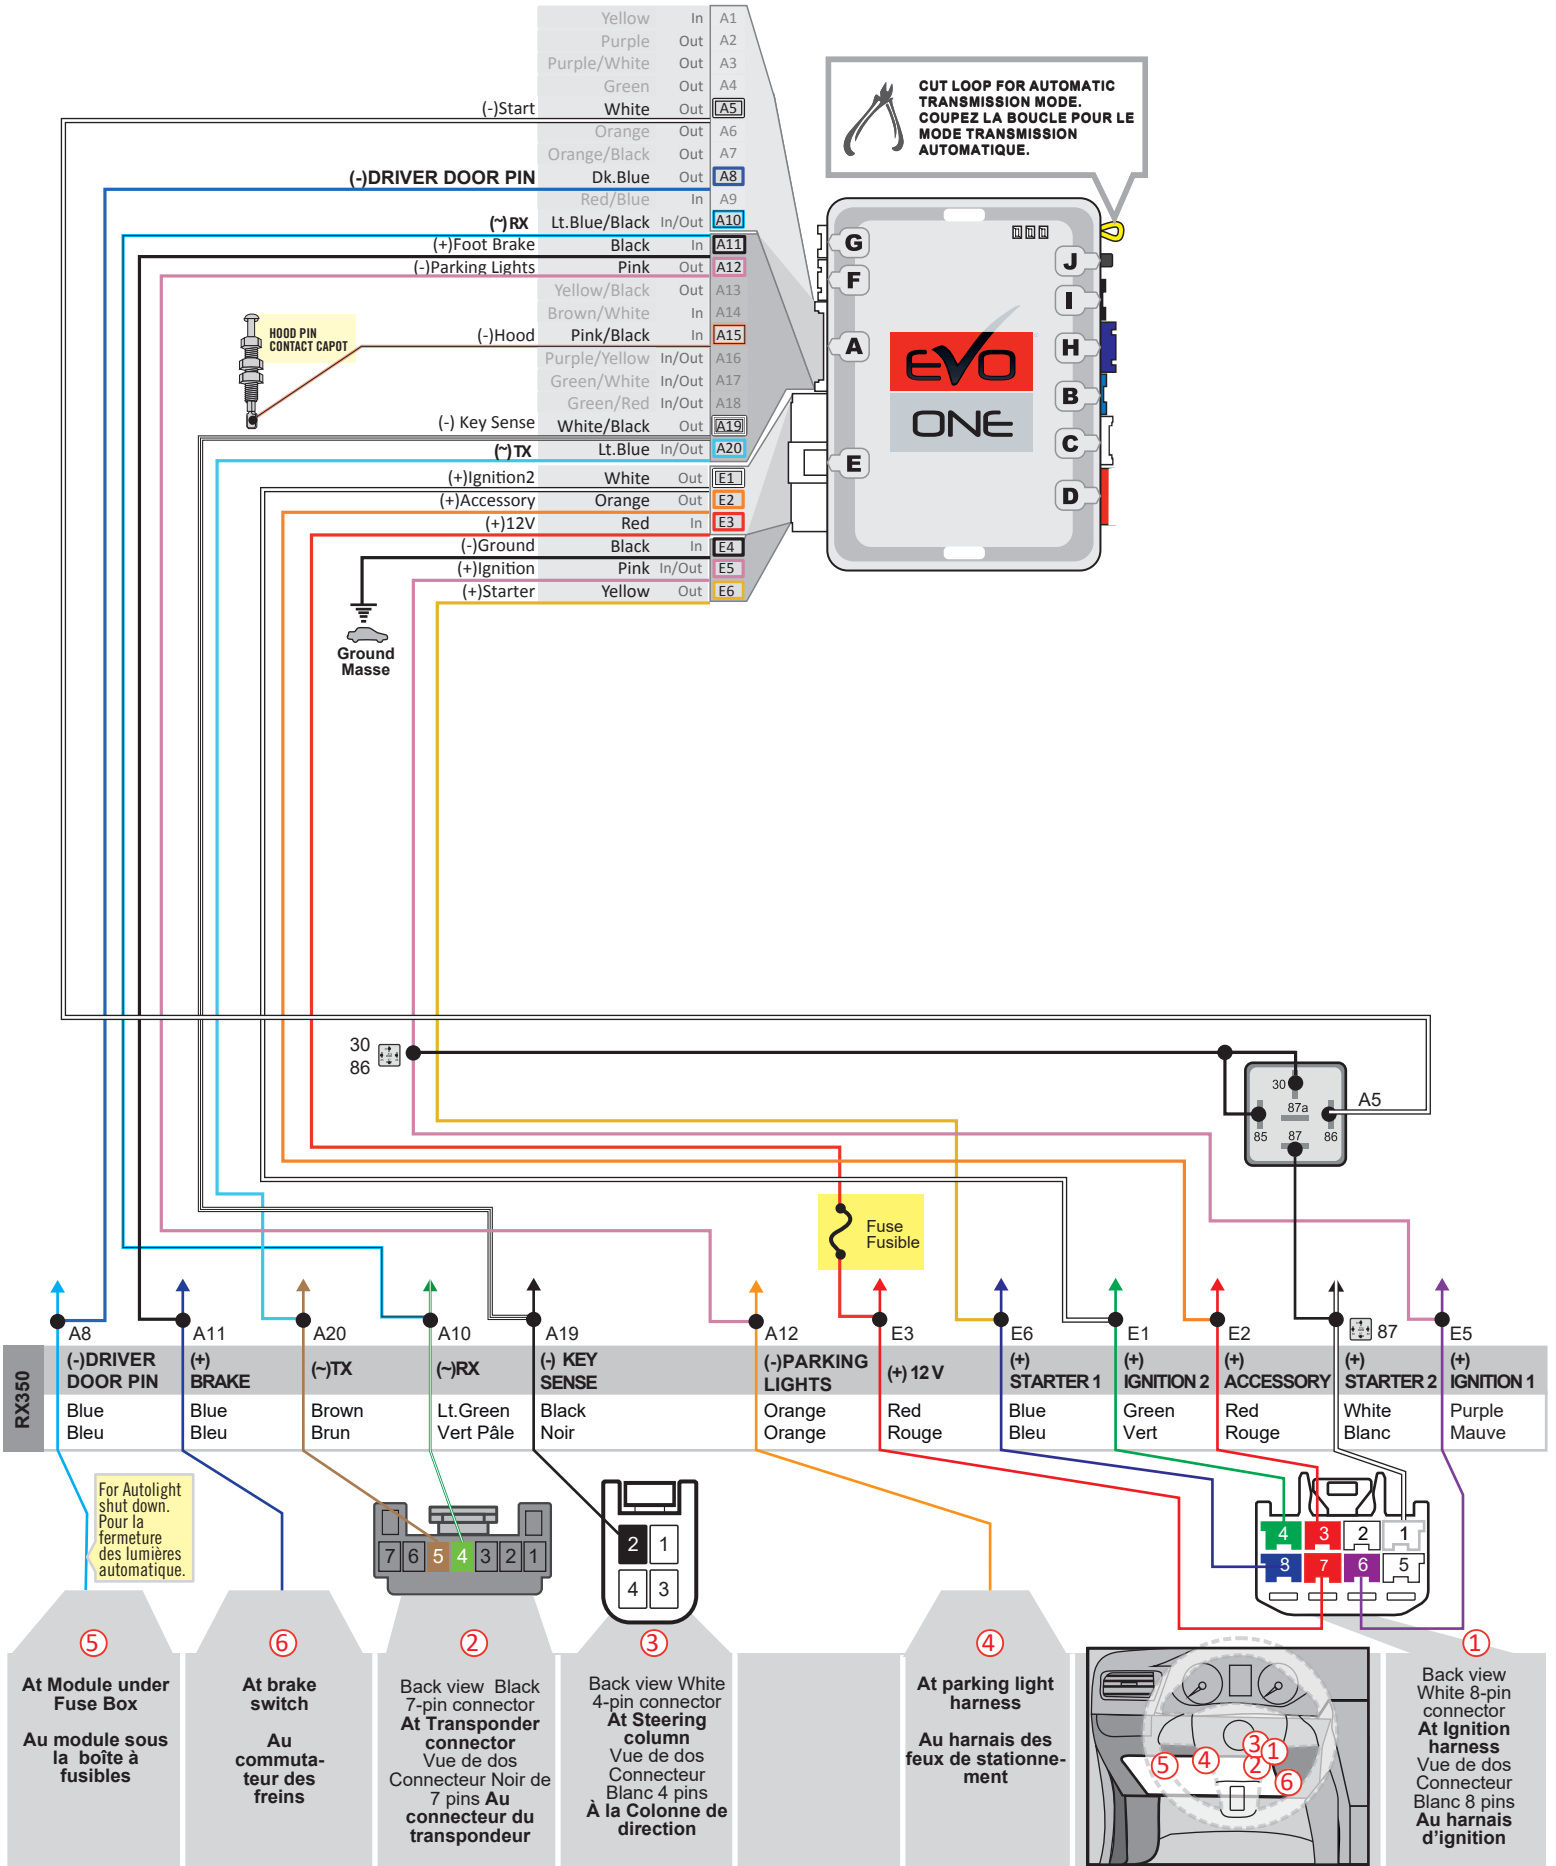 Yellow In A1
Purple Out A2
Purple/White Out A3
Green Out A4
(-)Start White Out A5
Orange Out A6
Orange/Black Out A7
(-)DRIVER DOOR PIN Dk.Blue Out A8
Red/Blue In A9
(~)RX Lt.Blue/Black In/Out A10
(+)Foot Brake Black In A11
(-)Parking Lights Pink Out A12
Yellow/Black Out A13
Brown/White In A14
(-)Hood Pink/Black In A15
Purple/Yellow In/Out A16
Green/White In/Out A17
Green/Red In/Out A18
(-) Key Sense White/Black Out A19
(~)TX Lt.Blue In/Out A20
(+)Ignition2 White Out E1
(+)Accessory Orange Out E2
(+)12V Red In E3
(-)Ground Black In E4
(+)Ignition Pink In/Out E5
(+)Starter Yellow Out E6
HOOD PIN
CONTACT CAPOT
Ground
Masse
CUT LOOP FOR AUTOMATIC
TRANSMISSION MODE.
COUPEZ LA BOUCLE POUR LE
MODE TRANSMISSION
AUTOMATIQUE.
G
F
A
E
J
I
H
B
C
D
EVO
ONE
30
86
30
87a
85
87
86
A5
Fuse
Fusible
A8
A11
A20
A10
A19
A12
E3
E6
E1
E2
87
E5
RX350
(-)DRIVER
DOOR PIN
(+)
BRAKE
(~)TX
(~)RX
(-) KEY
SENSE
(-)PARKING
LIGHTS
(+) 12 V
(+)
STARTER 1
(+)
IGNITION 2
(+)
ACCESSORY
(+)
STARTER 2
(+)
IGNITION 1
Blue
Bleu
Blue
Bleu
Brown
Brun
Lt.Green
Vert Pâle
Black
Noir
Orange
Orange
Red
Rouge
Blue
Bleu
Green
Vert
Red
Rouge
White
Blanc
Purple
Mauve
For Autolight
shut down.
Pour la
fermeture
des lumières
automatique.
7 6 5 4 3 2 1
2 1
4 3
4 3 2 1
8 7 6 5
5
At Module under
Fuse Box
Au module sous
la boîte à
fusibles
6
At brake
switch
Au
commuta-
teur des
freins
2
Back view Black
7-pin connector
At Transponder
connector
Vue de dos
Connecteur Noir de
7 pins Au
connecteur du
transpondeur
3
Back view White
4-pin connector
At Steering
column
Vue de dos
Connecteur
Blanc 4 pins
À la Colonne de
direction
4
At parking light
harness
Au harnais des
feux de stationne-
ment
5
4
3
1
2
6
1
Back view
White 8-pin
connector
At Ignition
harness
Vue de dos
Connecteur
Blanc 8 pins
Au harnais
d'ignition